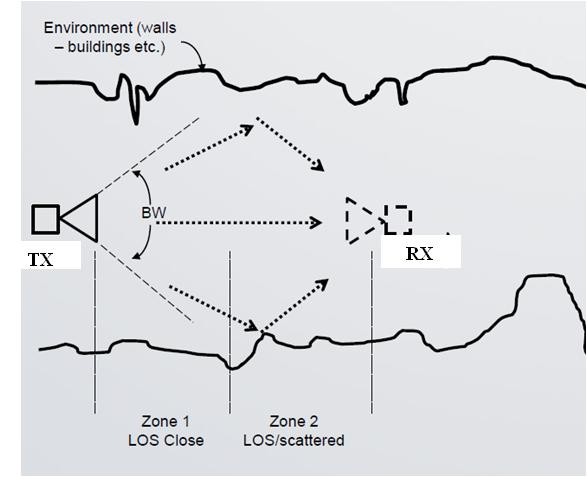 Environment (walls
– buildings etc.)
BW
TX
RX
Zone 1
LOS Close
Zone 2
LOS/scattered